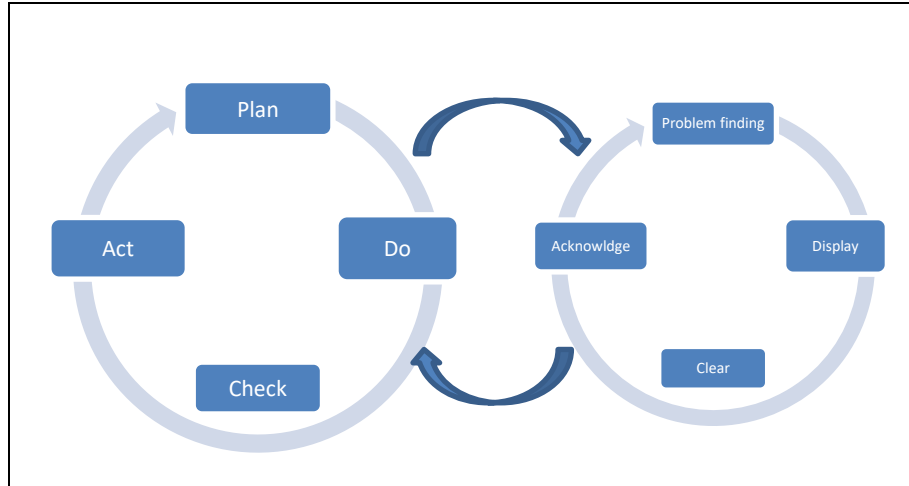 Plan
Do
Check
Act
Problem finding
Display
Clear
Acknowldge